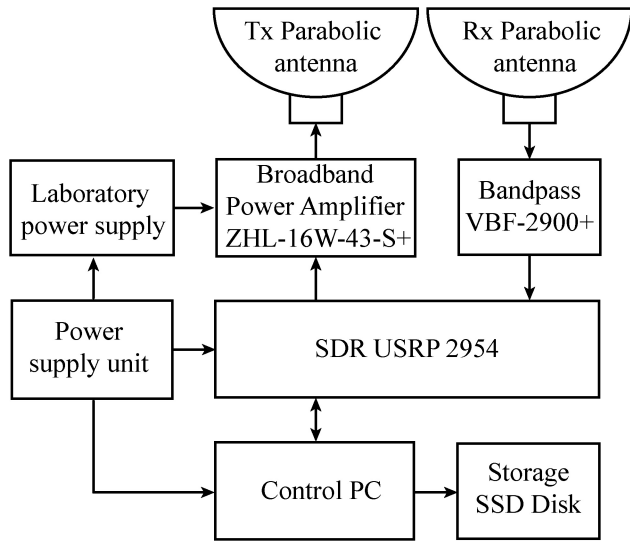 Tx Parabolic
antenna
Rx Parabolic
antenna
Laboratory
power supply
Broadband
Power Amplifier
ZHL-16W-43-S+
Bandpass
VBF-2900+
Power
supply unit
SDR USRP 2954
Control PC
Storage
SSD Disk